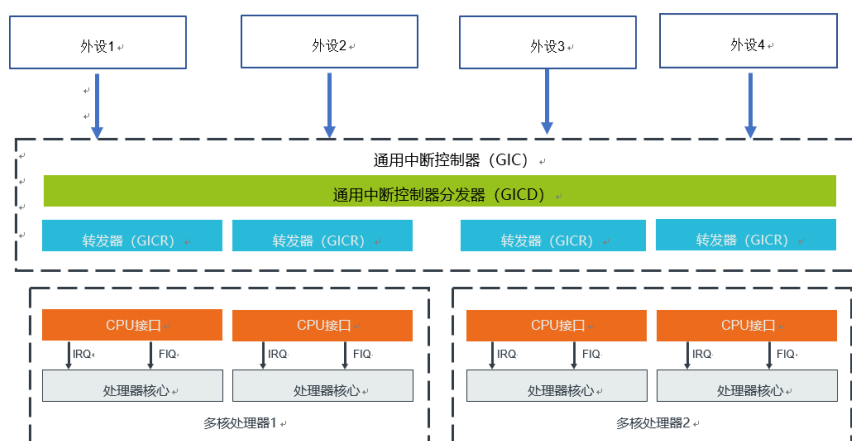 外设1
外设2
外设3
外设4
通用中断控制器（GIC）
通用中断控制器分发器（GICD）
转发器（GICR）
转发器（GICR）
转发器（GICR）
转发器（GICR）
CPU接口
CPU接口
CPU接口
CPU接口
IRQ
FIQ
IRQ
FIQ
IRQ
FIQ
IRQ
FIQ
处理器核心
处理器核心
处理器核心
处理器核心
多核处理器1
多核处理器2